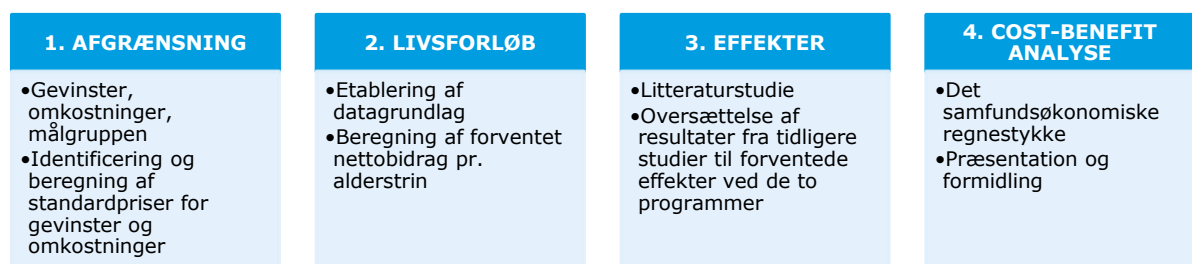 1. AFGRÆNSNING
•Gevinster,
omkostninger,
målgruppen
•Identificering og
beregning af
standardpriser for
gevinster og
omkostninger
2. LIVSFORLØB
•Etablering af
datagrundlag
•Beregning af forventet
nettobidrag pr.
alderstrin
3. EFFEKTER
•Litteraturstudie
•Oversættelse af
resultater fra tidligere
studier til forventede
effekter ved de to
programmer
4. COST-BENEFIT
ANALYSE
•Det
samfundsøkonomiske
regnestykke
•Præsentation og
formidling